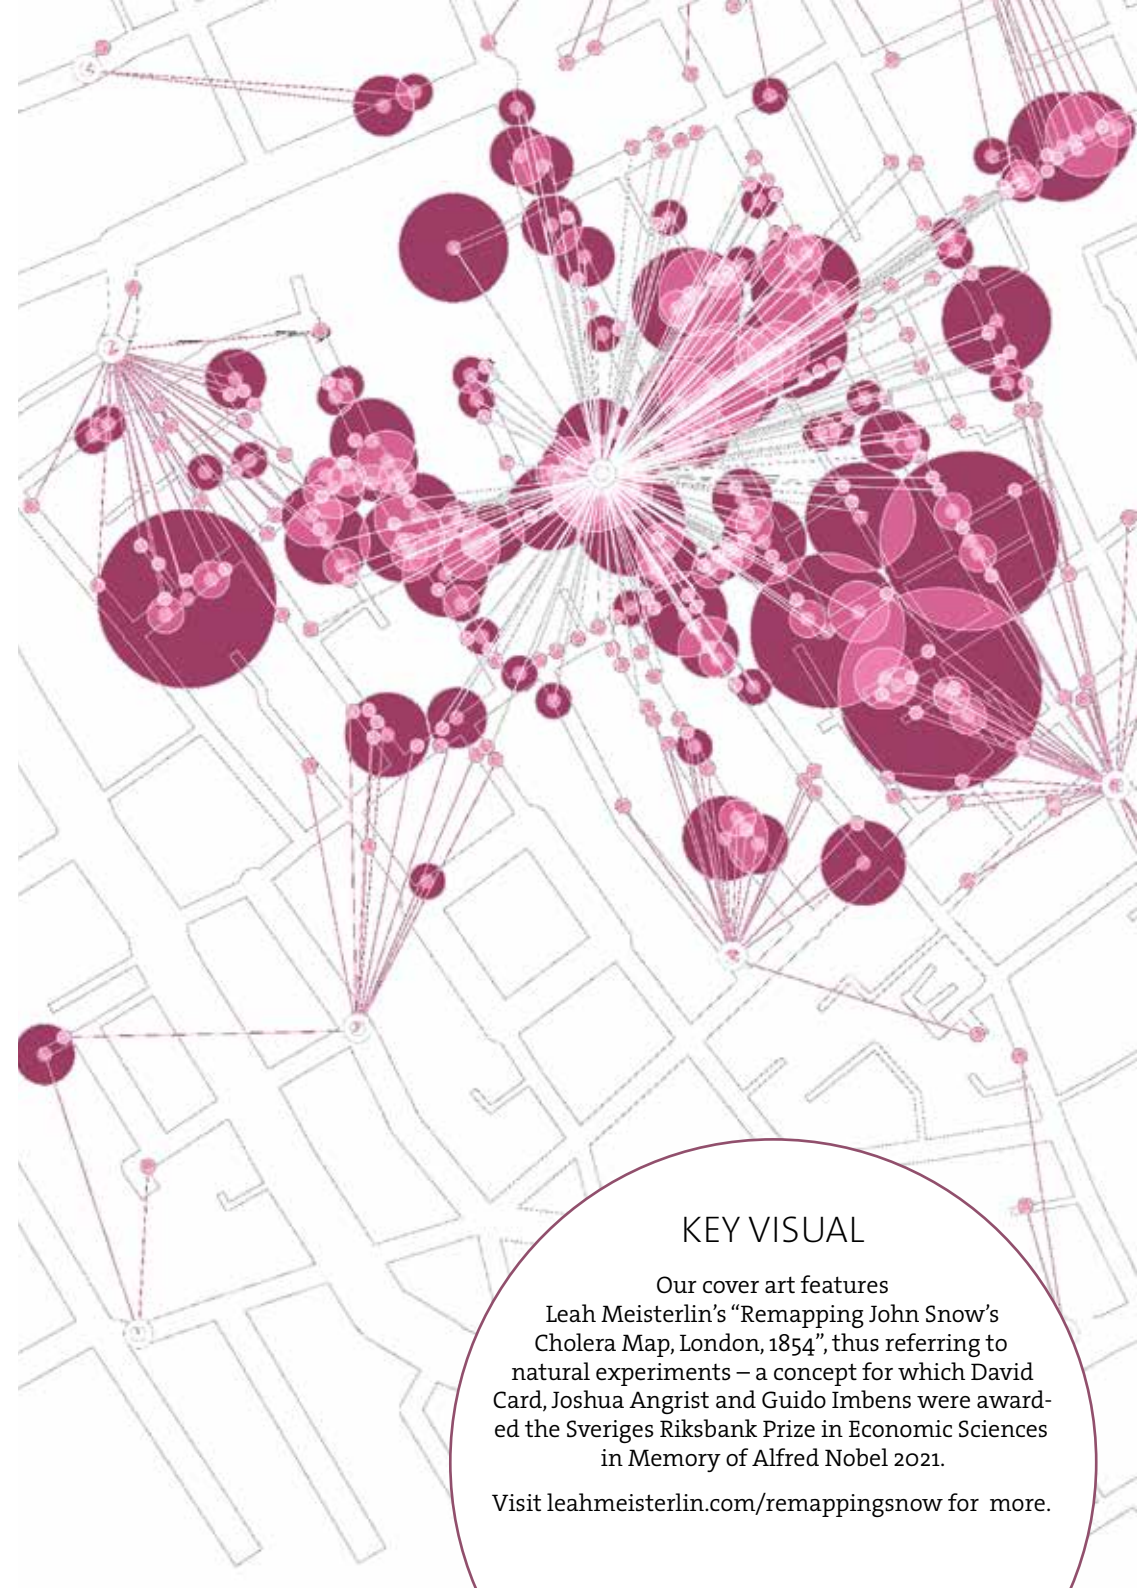 KEY VISUAL
Our cover art features
Leah Meisterlin’s “Remapping John Snow’s
Cholera Map, London, 1854”, thus referring to
natural experiments – a concept for which David
Card, Joshua Angrist and Guido Imbens were award-
ed the Sveriges Riksbank Prize in Economic Sciences
in Memory of Alfred Nobel 2021.
Visit leahmeisterlin.com/remappingsnow for more.